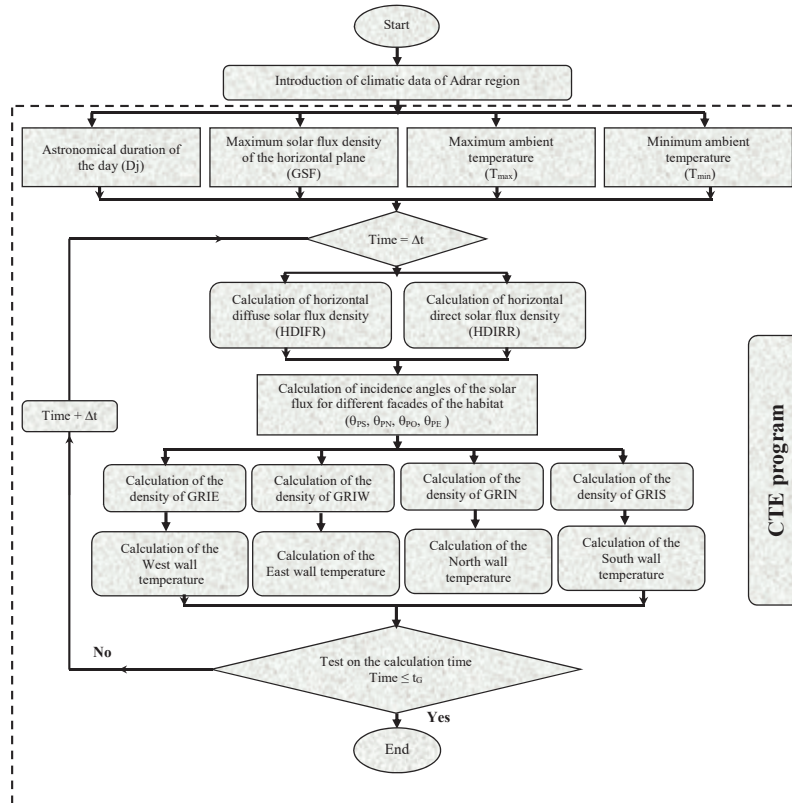 Start
Introduction of climatic data of Adrar region
Astronomical duration of
the day (Dj)
Maximum solar flux density
of the horizontal plane
(GSF)
Maximum ambient
temperature
(Tmax)
Minimum ambient
temperature
(Tmin)
Time = Δt
Calculation of horizontal
diffuse solar flux density
(HDIFR)
Calculation of horizontal
direct solar flux density
(HDIRR)
Calculation of incidence angles of the solar
flux for different facades of the habitat
(θPS, θPN, θPO, θPE )
Time + Δt
CTE program
Calculation of the
density of GRIE
Calculation of the
density of GRIW
Calculation of the
density of GRIN
Calculation of the
density of GRIS
Calculation of the
West wall
temperature
Calculation of the
East wall temperature
Calculation of the
North wall
temperature
Calculation of the
South wall
temperature
No
Test on the calculation time
Time ≤ tG
Yes
End